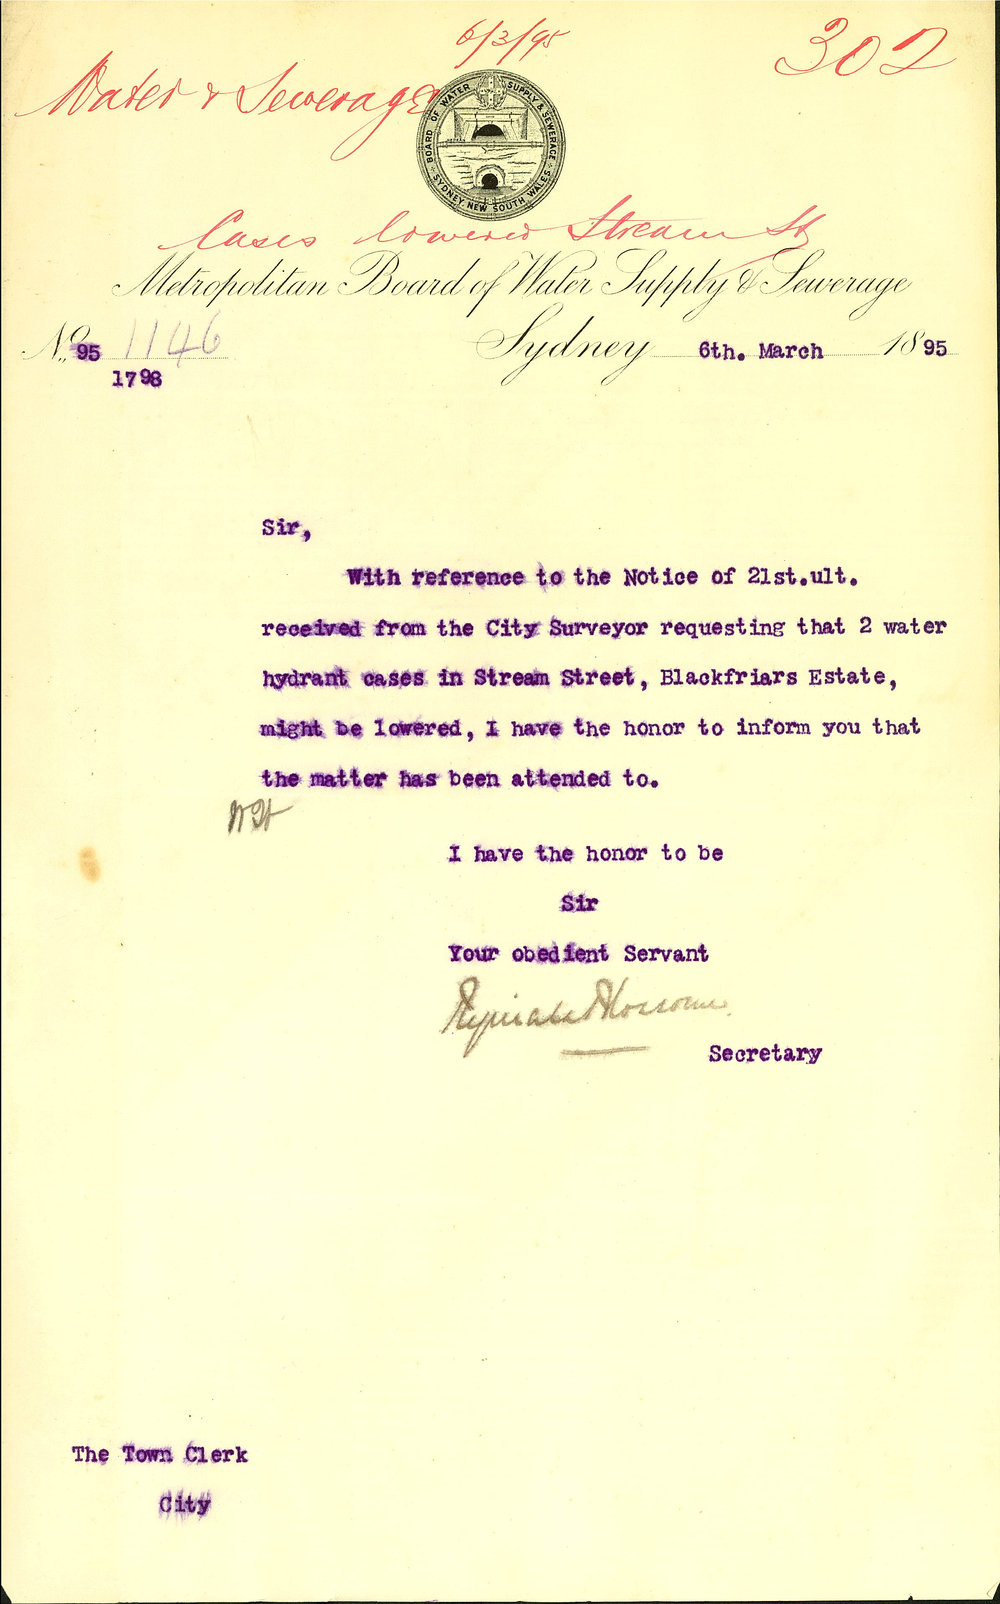 6/3/95
302
Water & Sewerage
BOARD OF WATER SUPPLY & SEWERAGE
SYDNEY, NEW SOUTH WALES
Cases lowered Stream St
Metropolitan Board of Water Supply & Sewerage
No. 95 1146
1798
Sydney 6th. March 1895
Sir,
With reference to the Notice of 21st.ult.
received from the City Surveyor requesting that 2 water
hydrant cases in Stream Street, Blackfriars Estate,
might be lowered, I have the honor to inform you that
the matter has been attended to.
I have the honor to be
Sir
Your obedient Servant
Secretary
The Town Clerk
City